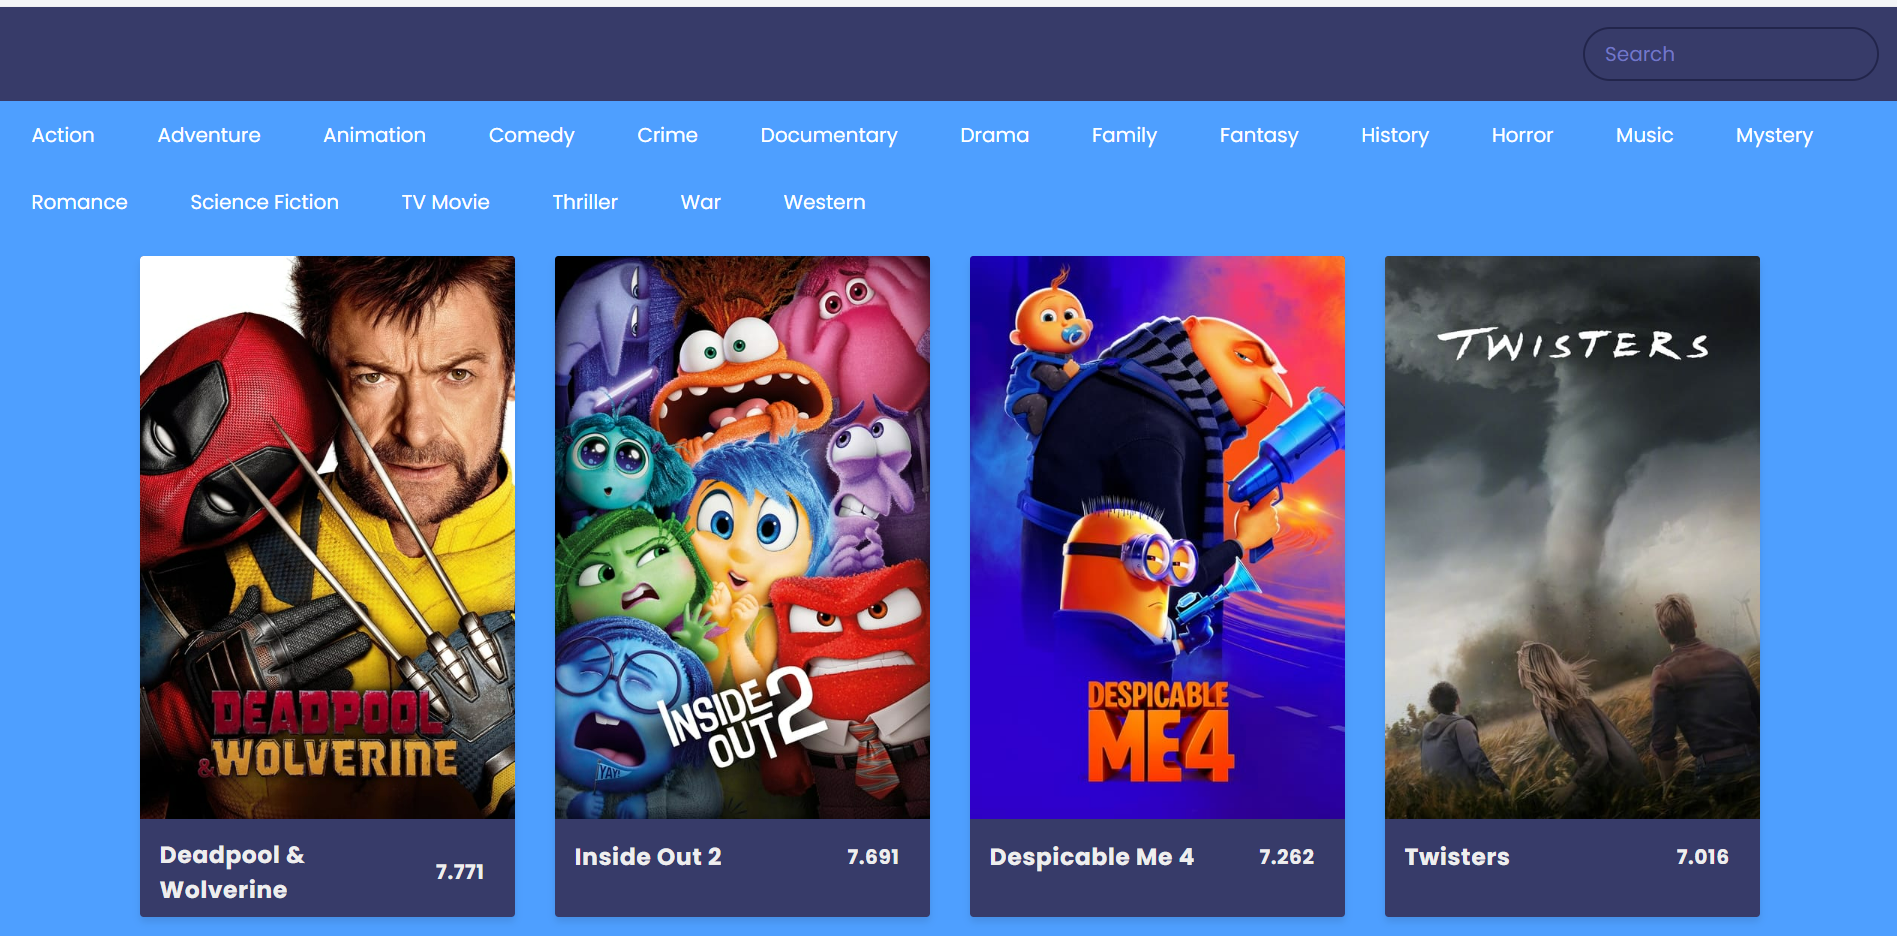 Search
Action Adventure Animation Comedy Crime Documentary Drama Family Fantasy History Horror Music Mystery
Romance Science Fiction TV Movie Thriller War Western
DEADPOOL
& WOLVERINE
YAY!
INSIDE
OUT 2
DESPICABLE
ME 4
TWISTERS
Deadpool &
Wolverine
7.771
Inside Out 2 7.691
Despicable Me 4 7.262
Twisters 7.016